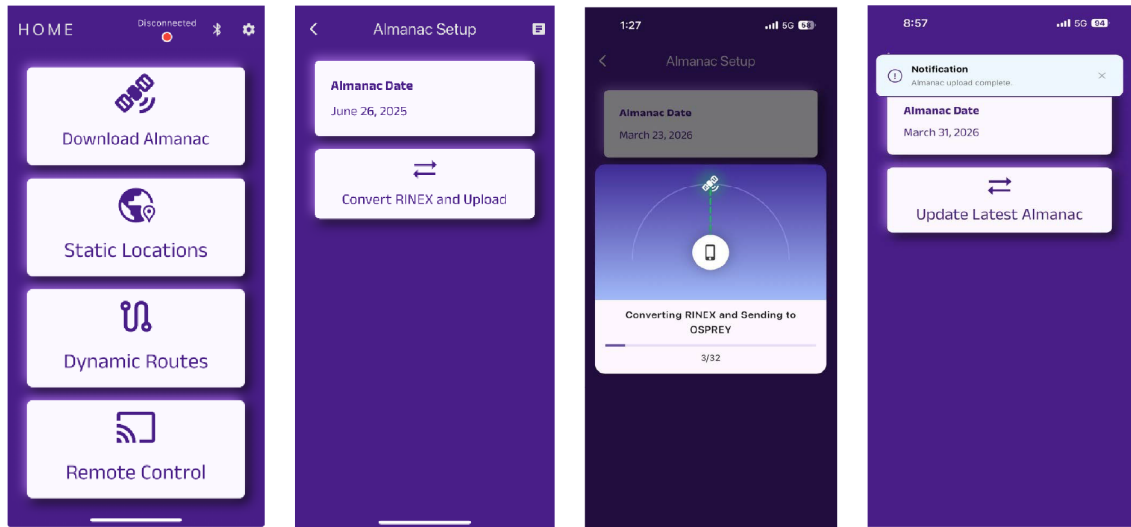 HOME
Disconnected
Download Almanac
Static Locations
Dynamic Routes
Remote Control
Almanac Setup
Almanac Date
June 26, 2025
Convert RINEX and Upload
1:27
5G 58
Almanac Setup
Almanac Date
March 23, 2026
Converting RINEX and Sending to
OSPREY
3/32
8:57
5G 94
Notification
Almanac upload complete.
Almanac Date
March 31, 2026
Update Latest Almanac